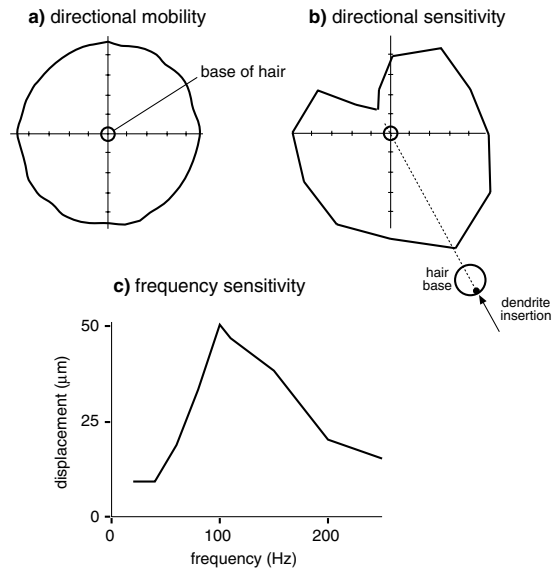 a) directional mobility
base of hair
b) directional sensitivity
hair
base
dendrite
insertion
c) frequency sensitivity
displacement (μm)
50
25
0
0
100
200
frequency (Hz)